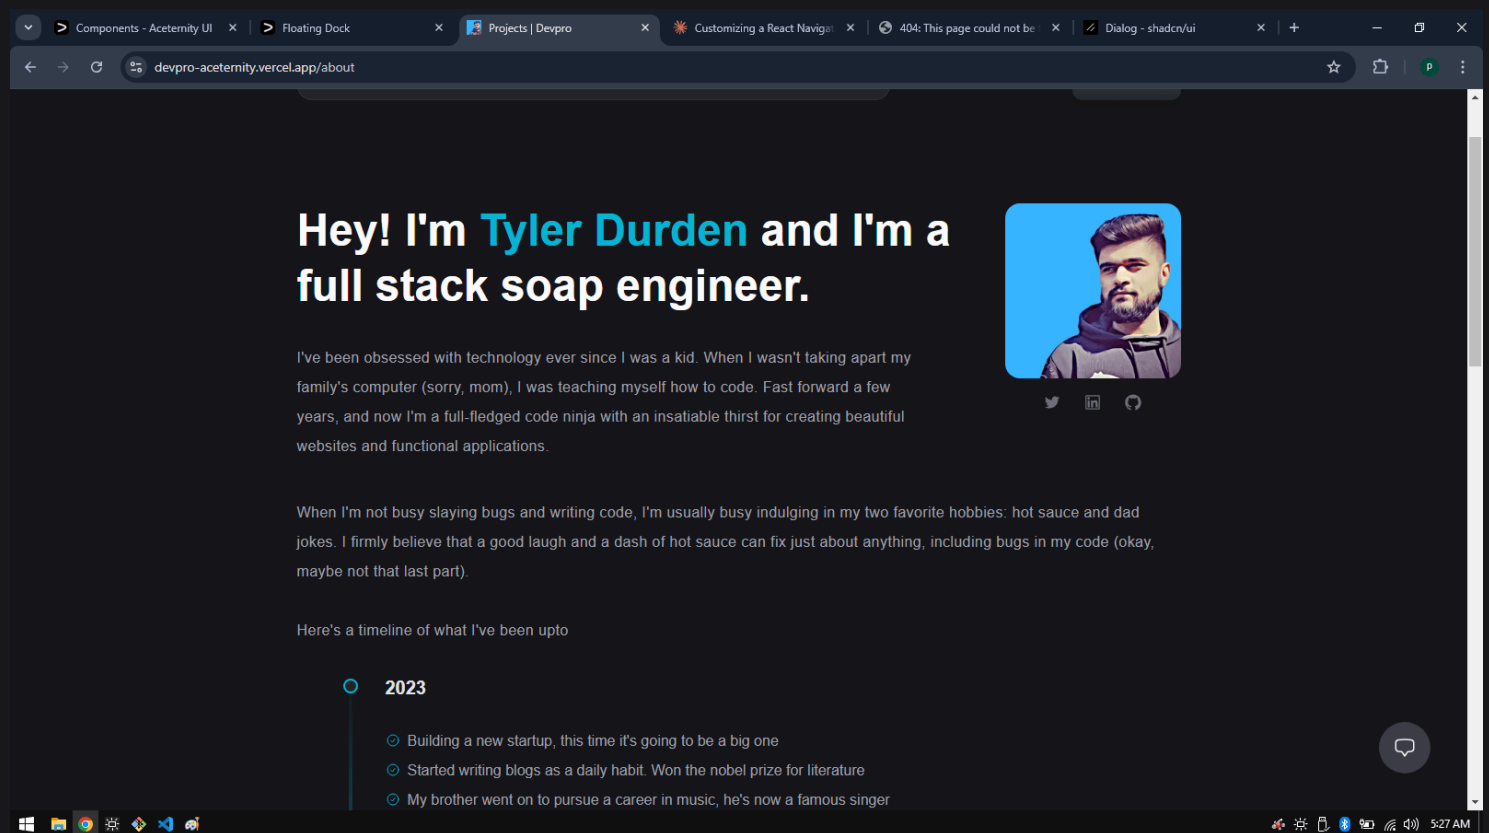 Components - Aceternity UI
Floating Dock
Projects | Devpro
Customizing a React Navigat
404: This page could not be
Dialog - shadcn/ui
devpro-aceternity.vercel.app/about
P
Hey! I'm Tyler Durden and I'm a
full stack soap engineer.
I've been obsessed with technology ever since I was a kid. When I wasn't taking apart my
family's computer (sorry, mom), I was teaching myself how to code. Fast forward a few
years, and now I'm a full-fledged code ninja with an insatiable thirst for creating beautiful
websites and functional applications.
When I'm not busy slaying bugs and writing code, I'm usually busy indulging in my two favorite hobbies: hot sauce and dad
jokes. I firmly believe that a good laugh and a dash of hot sauce can fix just about anything, including bugs in my code (okay,
maybe not that last part).
Here's a timeline of what I've been upto
2023
Building a new startup, this time it's going to be a big one
Started writing blogs as a daily habit. Won the nobel prize for literature
My brother went on to pursue a career in music, he's now a famous singer
5:27 AM